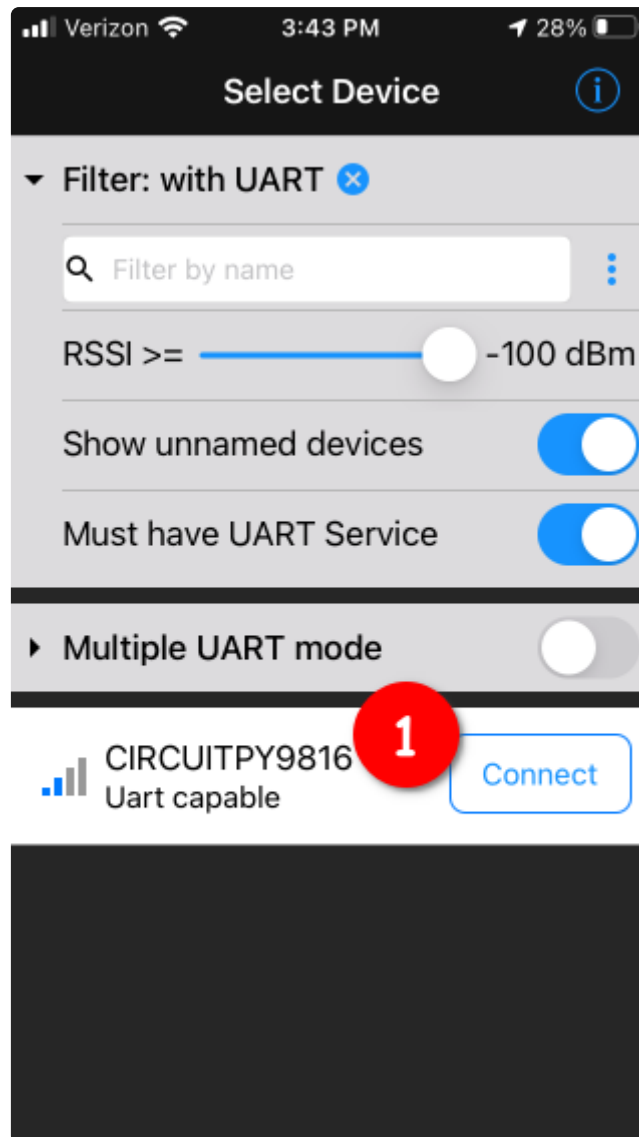 Verizon 3:43 PM 28%
Select Device i
Filter: with UART
Filter by name
RSSI >= -100 dBm
Show unnamed devices
Must have UART Service
Multiple UART mode
1
CIRCUITPY9816
Connect
Uart capable